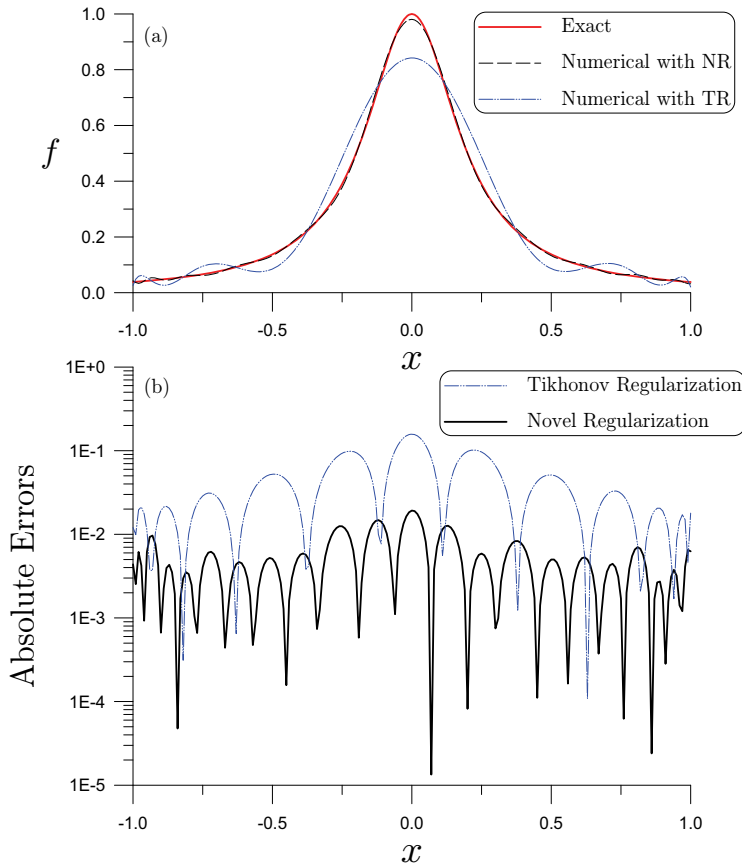 (a)
Exact
Numerical with NR
Numerical with TR
1.0
0.8
0.6
0.4
0.2
0.0
f
-1.0 -0.5 0.0 0.5 1.0
x
(b)
Tikhonov Regularization
Novel Regularization
1E+0
1E-1
1E-2
1E-3
1E-4
1E-5
Absolute Errors
-1.0 -0.5 0.0 0.5 1.0
x